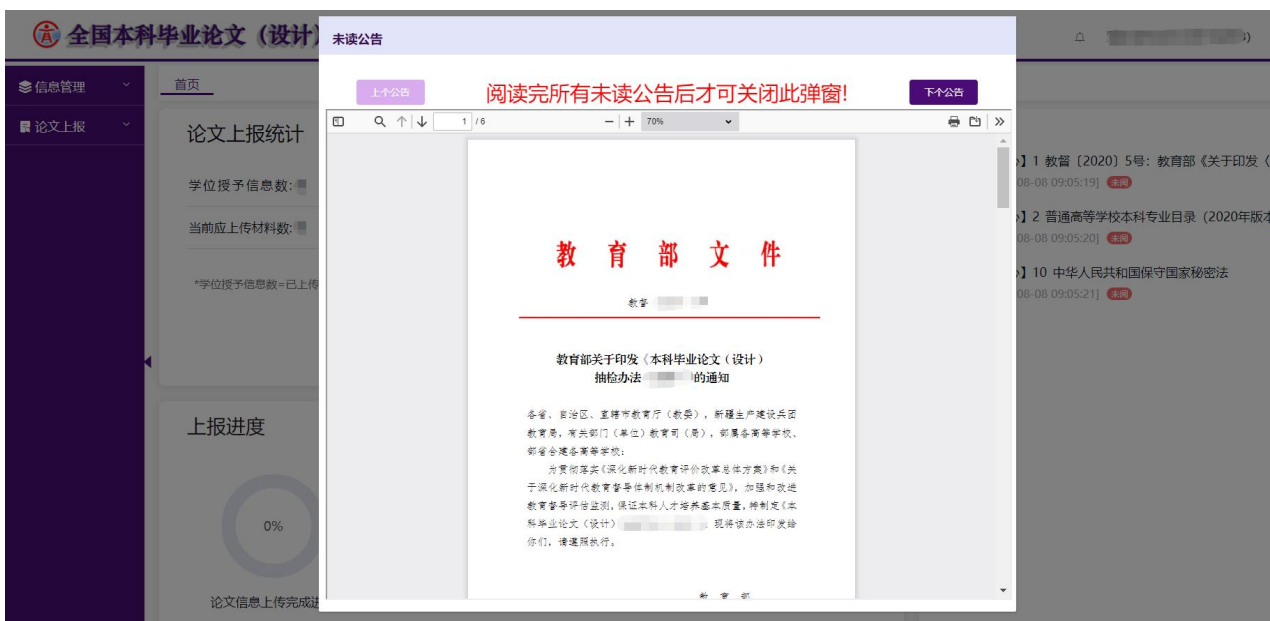 全国本科毕业论文（设计）
信息管理
论文上报
首页
论文上报统计
学位授予信息数:
当前应上传材料数:
*学位授予信息数=已上传
上报进度
0%
论文信息上传完成进
未读公告
上个公告
阅读完所有未读公告后才可关闭此弹窗!
下个公告
1 /6
70%
教育部文件
教督
教育部关于印发《本科毕业论文（设计）
抽检办法 的通知
各省、自治区、直辖市教育厅（教委），新疆生产建设兵团
教育局，有关部门（单位）教育司（局），部属各高等学校、
部省合建各高等学校：
为贯彻落实《深化新时代教育评价改革总体方案》和《关
于深化新时代教育督导体制机制改革的意见》，加强和改进
教育督导评估监测，保证本科人才培养基本质量，特制定《本
科毕业论文（设计） 现将该办法印发给
你们，请遵照执行。
教 育 部
】1 教督〔2020〕5号：教育部《关于印发《
08-08 09:05:19] 未阅
】2 普通高等学校本科专业目录（2020年版本
08-08 09:05:20] 未阅
】10 中华人民共和国保守国家秘密法
08-08 09:05:21] 未阅